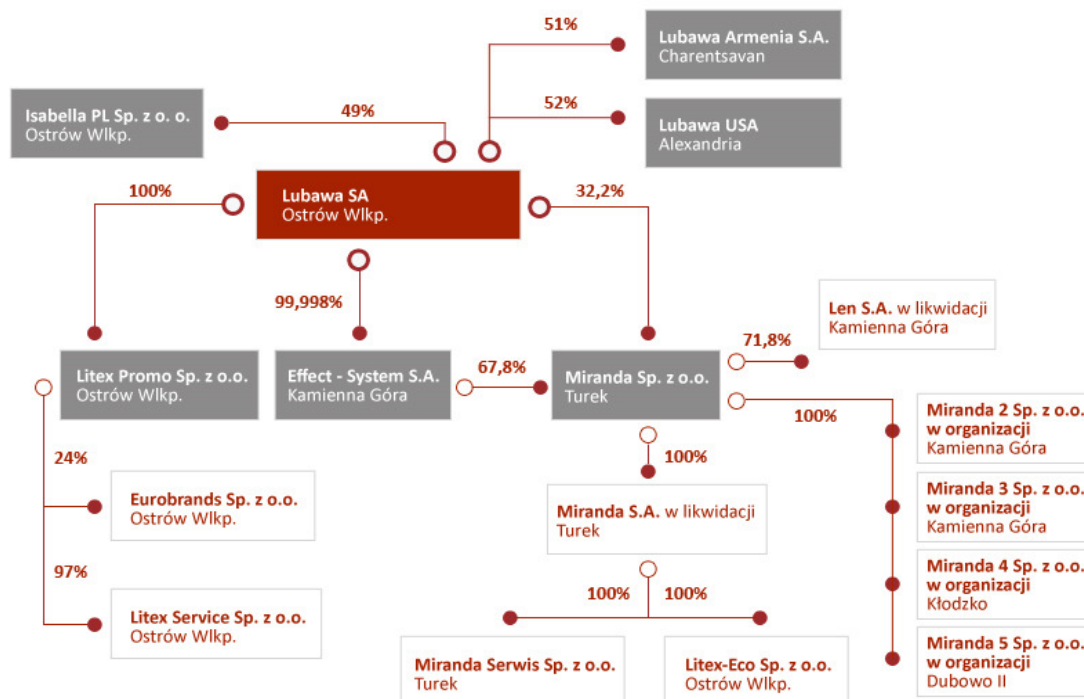 51%
Lubawa Armenia S.A.
Charentsavan
Isabella PL Sp. z o. o.
Ostrów Wlkp.
49%
52%
Lubawa USA
Alexandria
100%
Lubawa SA
Ostrów Wlkp.
32,2%
99,998%
Len S.A. w likwidacji
Kamienna Góra
71,8%
Litex Promo Sp. z o.o.
Ostrów Wlkp.
Effect - System S.A.
Kamienna Góra
67,8%
Miranda Sp. z o.o.
Turek
100%
Miranda 2 Sp. z o.o.
w organizacji
Kamienna Góra
24%
100%
Eurobrands Sp. z o.o.
Ostrów Wlkp.
Miranda S.A. w likwidacji
Turek
Miranda 3 Sp. z o.o.
w organizacji
Kamienna Góra
97%
Miranda 4 Sp. z o.o.
w organizacji
Kłodzko
100%
100%
Litex Service Sp. z o.o.
Ostrów Wlkp.
Miranda Serwis Sp. z o.o.
Turek
Litex-Eco Sp. z o.o.
Ostrów Wlkp.
Miranda 5 Sp. z o.o.
w organizacji
Dubowo II